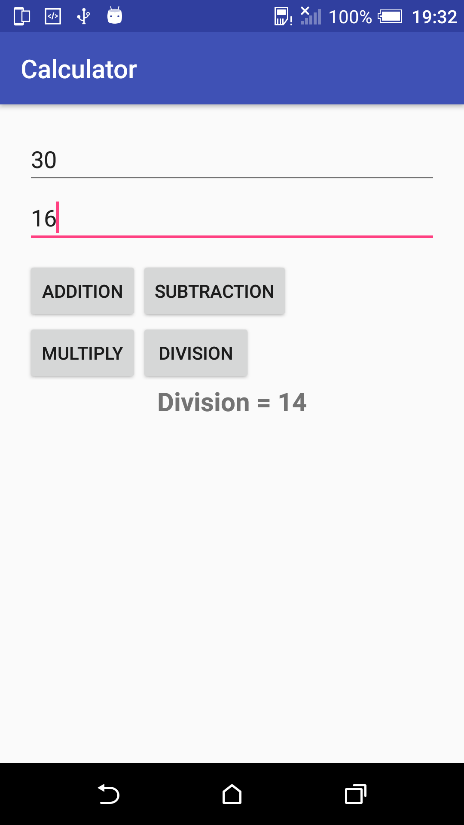 100% 19:32
Calculator
30
16
ADDITION SUBTRACTION
MULTIPLY DIVISION
Division = 14